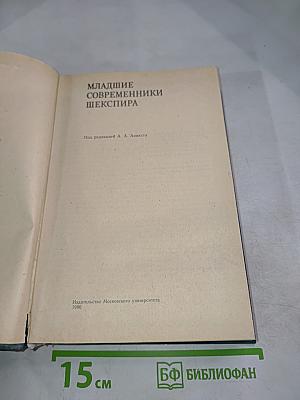 МЛАДШИЕ
СОВРЕМЕННИКИ
ШЕКСПИРА
Под редакцией А. А. Аникста
Издательство Московского университета
1986
15 см
БФ БИБЛИОФАН